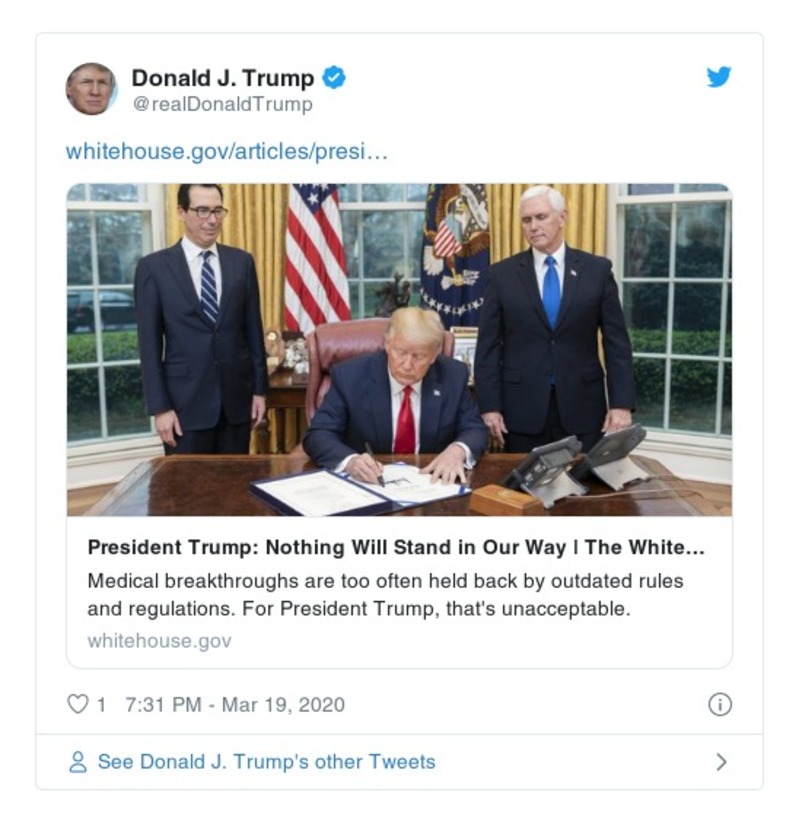 Donald J. Trump
@realDonaldTrump
whitehouse.gov/articles/presi…
President Trump: Nothing Will Stand in Our Way | The White…
Medical breakthroughs are too often held back by outdated rules
and regulations. For President Trump, that's unacceptable.
whitehouse.gov
1 7:31 PM - Mar 19, 2020
See Donald J. Trump's other Tweets